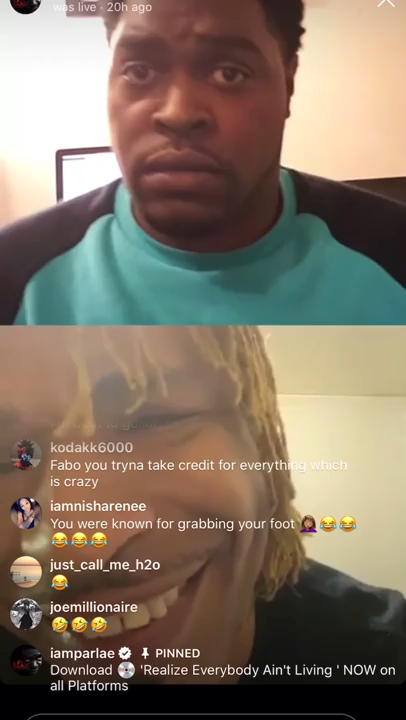 was live · 20h ago
kodakk6000
Fabo you tryna take credit for everything which
is crazy
iamnisharenee
You were known for grabbing your foot 🤦🏾‍♀️😂😂
😂😂😂
just_call_me_h2o
😂
joemillionaire
🤣🤣🤣
iamparlae PINNED
Download 💿 'Realize Everybody Ain't Living ' NOW on
all Platforms